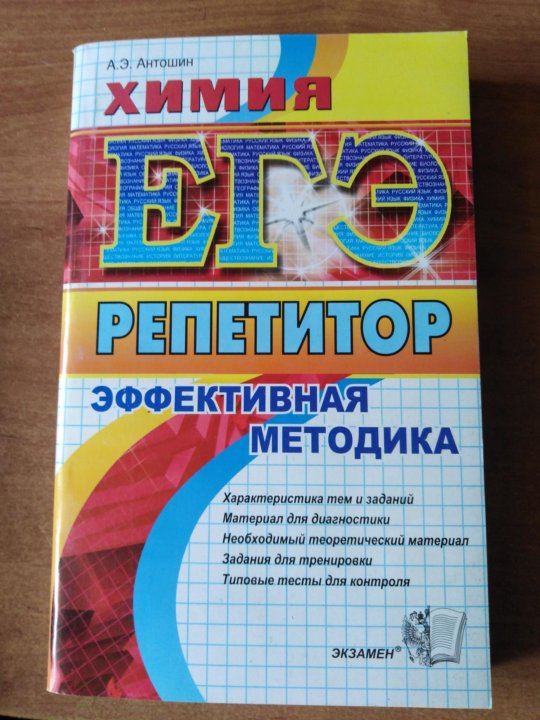 А.Э. Антошин
ХИМИЯ
ЕГЭ
РЕПЕТИТОР
ЭФФЕКТИВНАЯ
МЕТОДИКА
Характеристика тем и заданий
Материал для диагностики
Необходимый теоретический материал
Задания для тренировки
Типовые тесты для контроля
ЭКЗАМЕН®